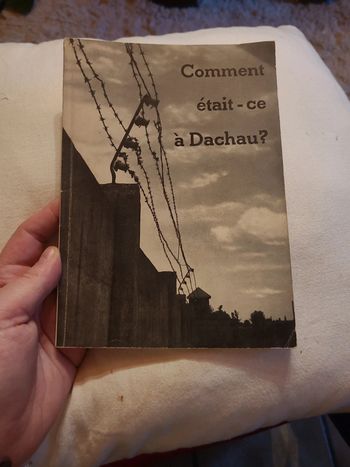 Comment
était-ce
à Dachau?